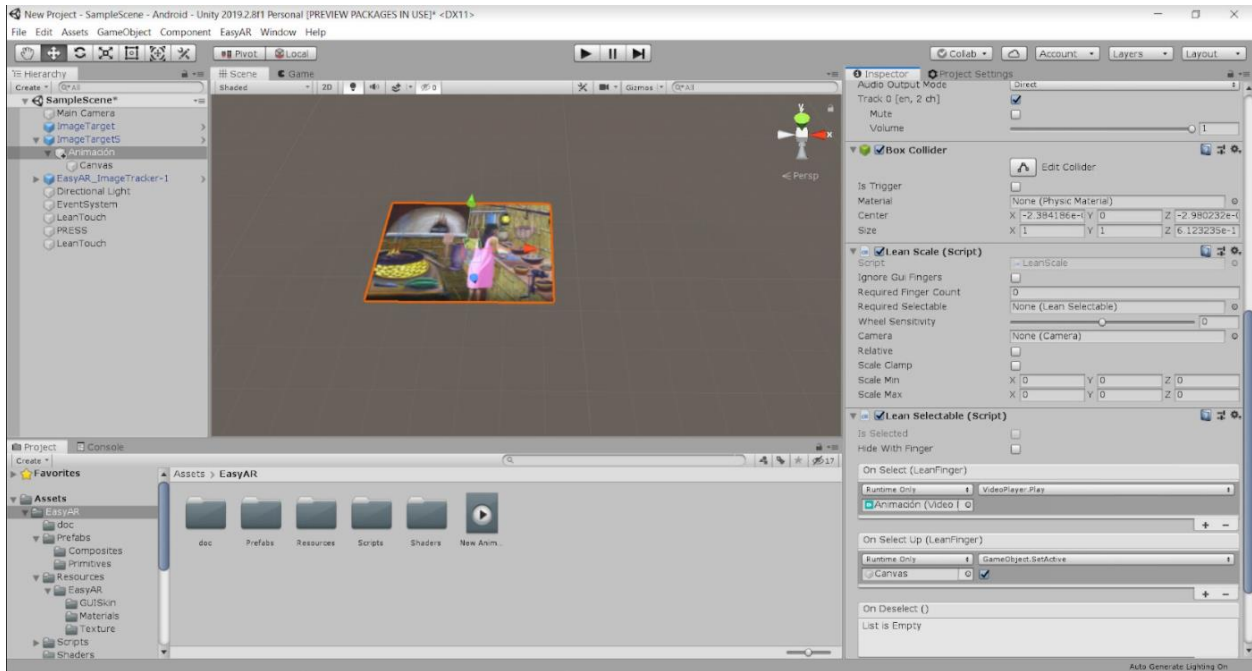 New Project - SampleScene - Android - Unity 2019.2.8f1 Personal [PREVIEW PACKAGES IN USE]* <DX11>
File Edit Assets GameObject Component EasyAR Window Help
Pivot Local Collab Account Layers Layout
Hierarchy
Create All
SampleScene*
Main Camera
ImageTarget
ImageTargetS
Animación
Canvas
EasyAR_ImageTracker-1
Directional Light
EventSystem
LeanTouch
PRESS
LeanTouch
Scene Game
Shaded 2D 0 Gizmos All
y
x
Persp
Inspector Project Settings
Audio Output Mode Direct
Track 0 [en, 2 ch]
Mute
Volume 1
Box Collider
Edit Collider
Is Trigger
Material None (Physic Material)
Center X -2.384186e-( Y 0 Z -2.980232e-(
Size X 1 Y 1 Z 6.123235e-1
Lean Scale (Script)
Script LeanScale
Ignore Gui Fingers
Required Finger Count 0
Required Selectable None (Lean Selectable)
Wheel Sensitivity 0
Camera None (Camera)
Relative
Scale Clamp
Scale Min X 0 Y 0 Z 0
Scale Max X 0 Y 0 Z 0
Lean Selectable (Script)
Is Selected
Hide With Finger
On Select (LeanFinger)
Runtime Only VideoPlayer.Play
Animación (Video
On Select Up (LeanFinger)
Runtime Only GameObject.SetActive
Canvas
On Deselect ()
List is Empty
Project Console
Create 17
Favorites
Assets
EasyAR
doc
Prefabs
Composites
Primitives
Resources
EasyAR
GUISkin
Materials
Texture
Scripts
Shaders
Assets > EasyAR
doc Prefabs Resources Scripts Shaders New Anim...
Auto Generate Lighting On